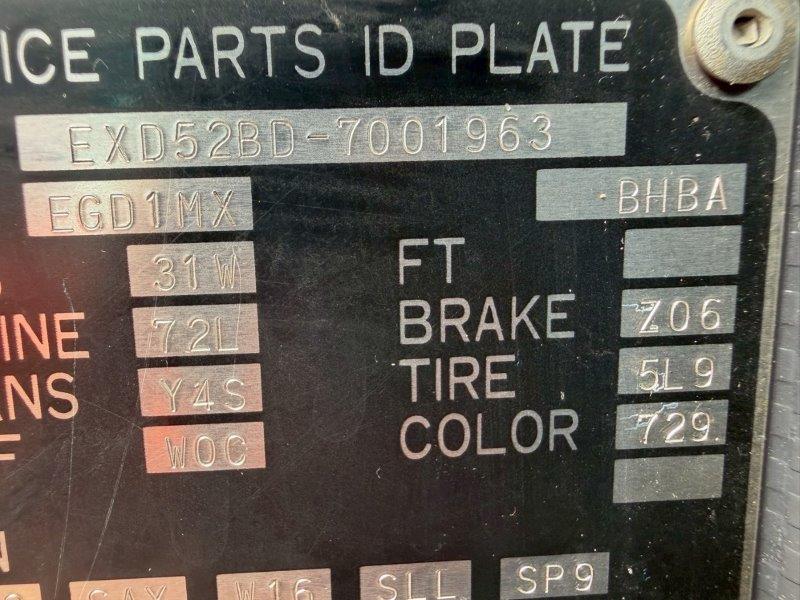 ICE PARTS ID PLATE
EXD52BD-7001963
EGD1MX BHBA
31W FT
INE 72L BRAKE Z06
ANS Y4S TIRE 5L9
F W0C COLOR 729
N
W16 SLL SP9